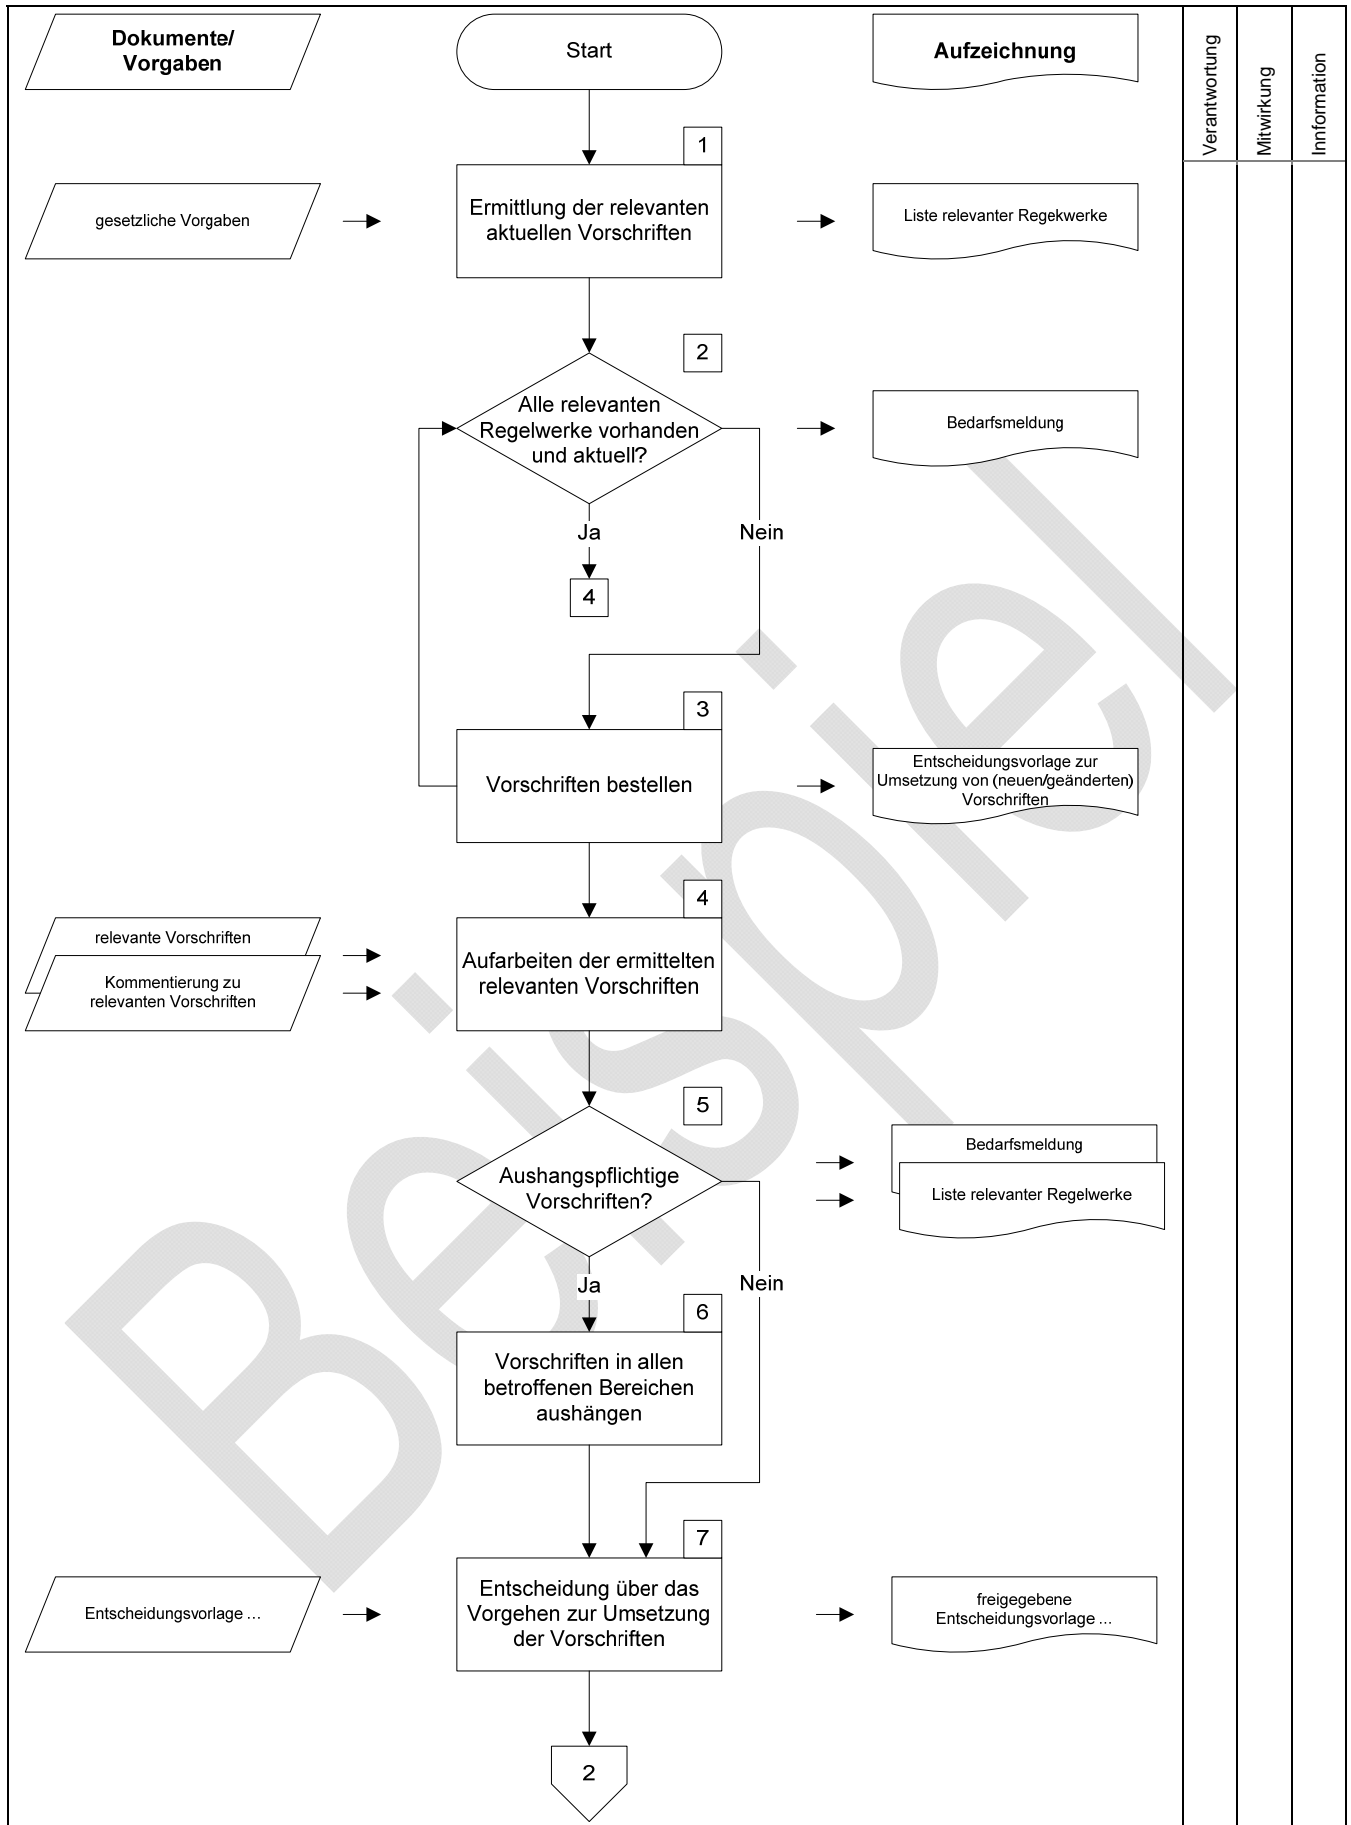 Dokumente/
Vorgaben
Start
Aufzeichnung
Verantwortung
Mitwirkung
Innformation
1
gesetzliche Vorgaben
Ermittlung der relevanten
aktuellen Vorschriften
Liste relevanter Regekwerke
2
Alle relevanten
Regelwerke vorhanden
und aktuell?
Bedarfsmeldung
Ja
Nein
4
3
Vorschriften bestellen
Entscheidungsvorlage zur
Umsetzung von (neuen/geänderten)
Vorschriften
4
relevante Vorschriften
Kommentierung zu
relevanten Vorschriften
Aufarbeiten der ermittelten
relevanten Vorschriften
5
Aushangspflichtige
Vorschriften?
Bedarfsmeldung
Liste relevanter Regelwerke
Ja
Nein
6
Vorschriften in allen
betroffenen Bereichen
aushängen
7
Entscheidungsvorlage ...
Entscheidung über das
Vorgehen zur Umsetzung
der Vorschriften
freigegebene
Entscheidungsvorlage ...
2
Beispiel